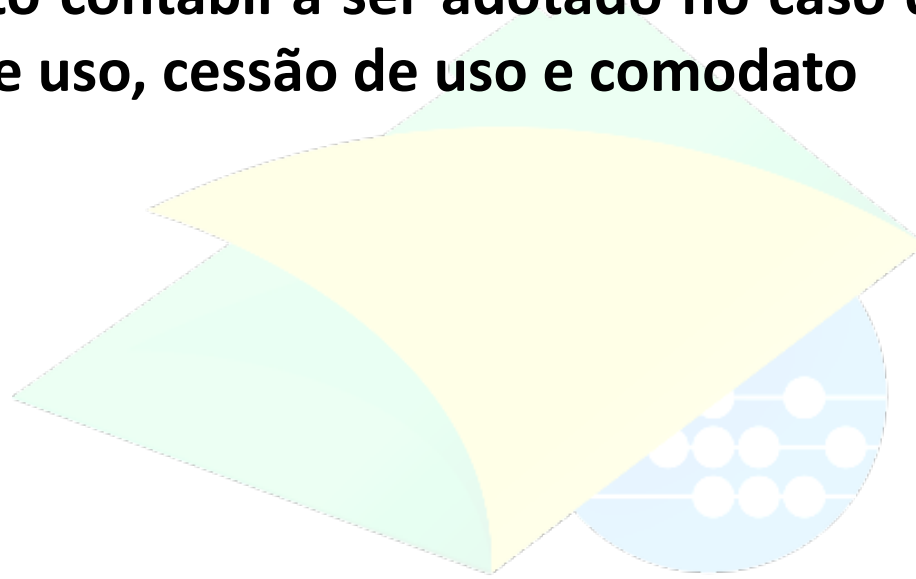 contábil a ser adotado no caso
e uso, cessão de uso e comodato